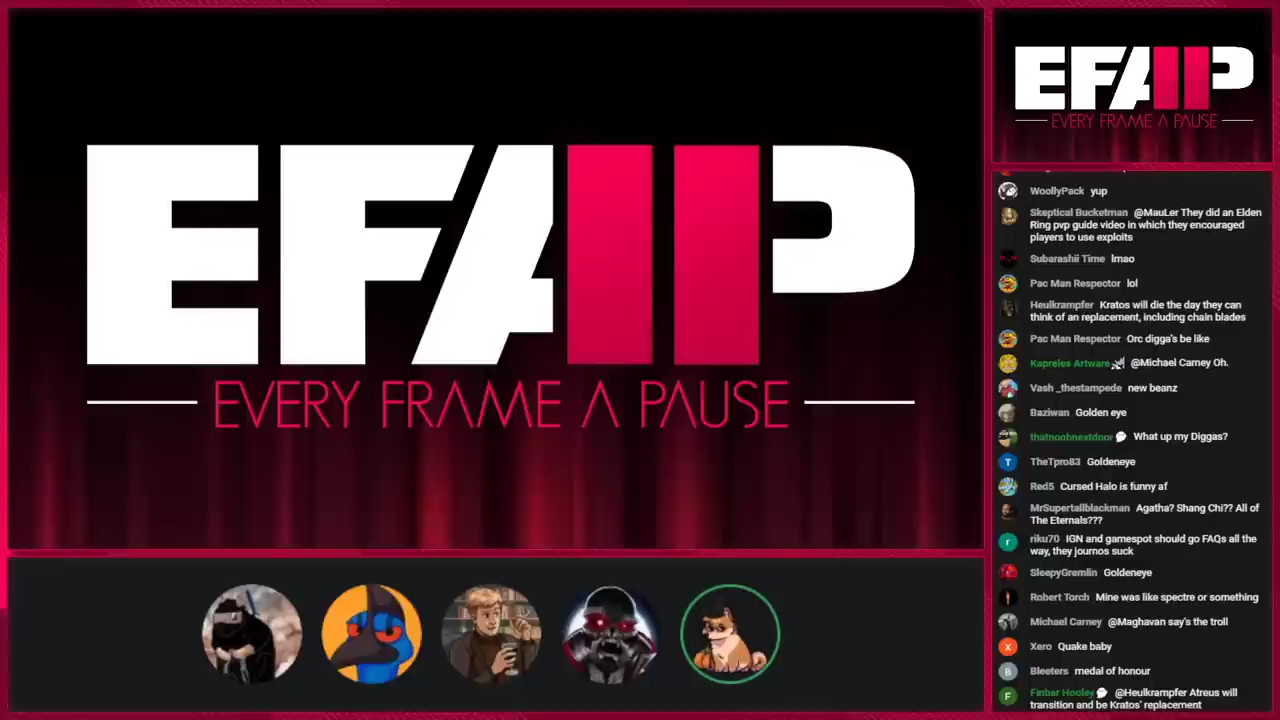 EFAP
EVERY FRAME A PAUSE
EFAP
EVERY FRAME A PAUSE
WoollyPack yup
Skeptical Bucketman @MauLer They did an Elden
Ring pvp guide video in which they encouraged
players to use exploits
Subarashii Time lmao
Pac Man Respector lol
Heulkrampfer Kratos will die the day they can
think of an replacement, including chain blades
Pac Man Respector Orc digga's be like
Kapreles Artware @Michael Carney Oh.
Vash _thestampede new beanz
Baziwan Golden eye
thatnoobnextdoor What up my Diggas?
T TheTpro83 Goldeneye
Red5 Cursed Halo is funny af
MrSupertallblackman Agatha? Shang Chi?? All of
The Eternals???
r riku70 IGN and gamespot should go FAQs all the
way, they journos suck
SleepyGremlin Goldeneye
Robert Torch Mine was like spectre or something
Michael Carney @Maghavan say's the troll
X Xero Quake baby
B Bleeters medal of honour
F Finbar Hooley @Heulkrampfer Atreus will
transition and be Kratos' replacement